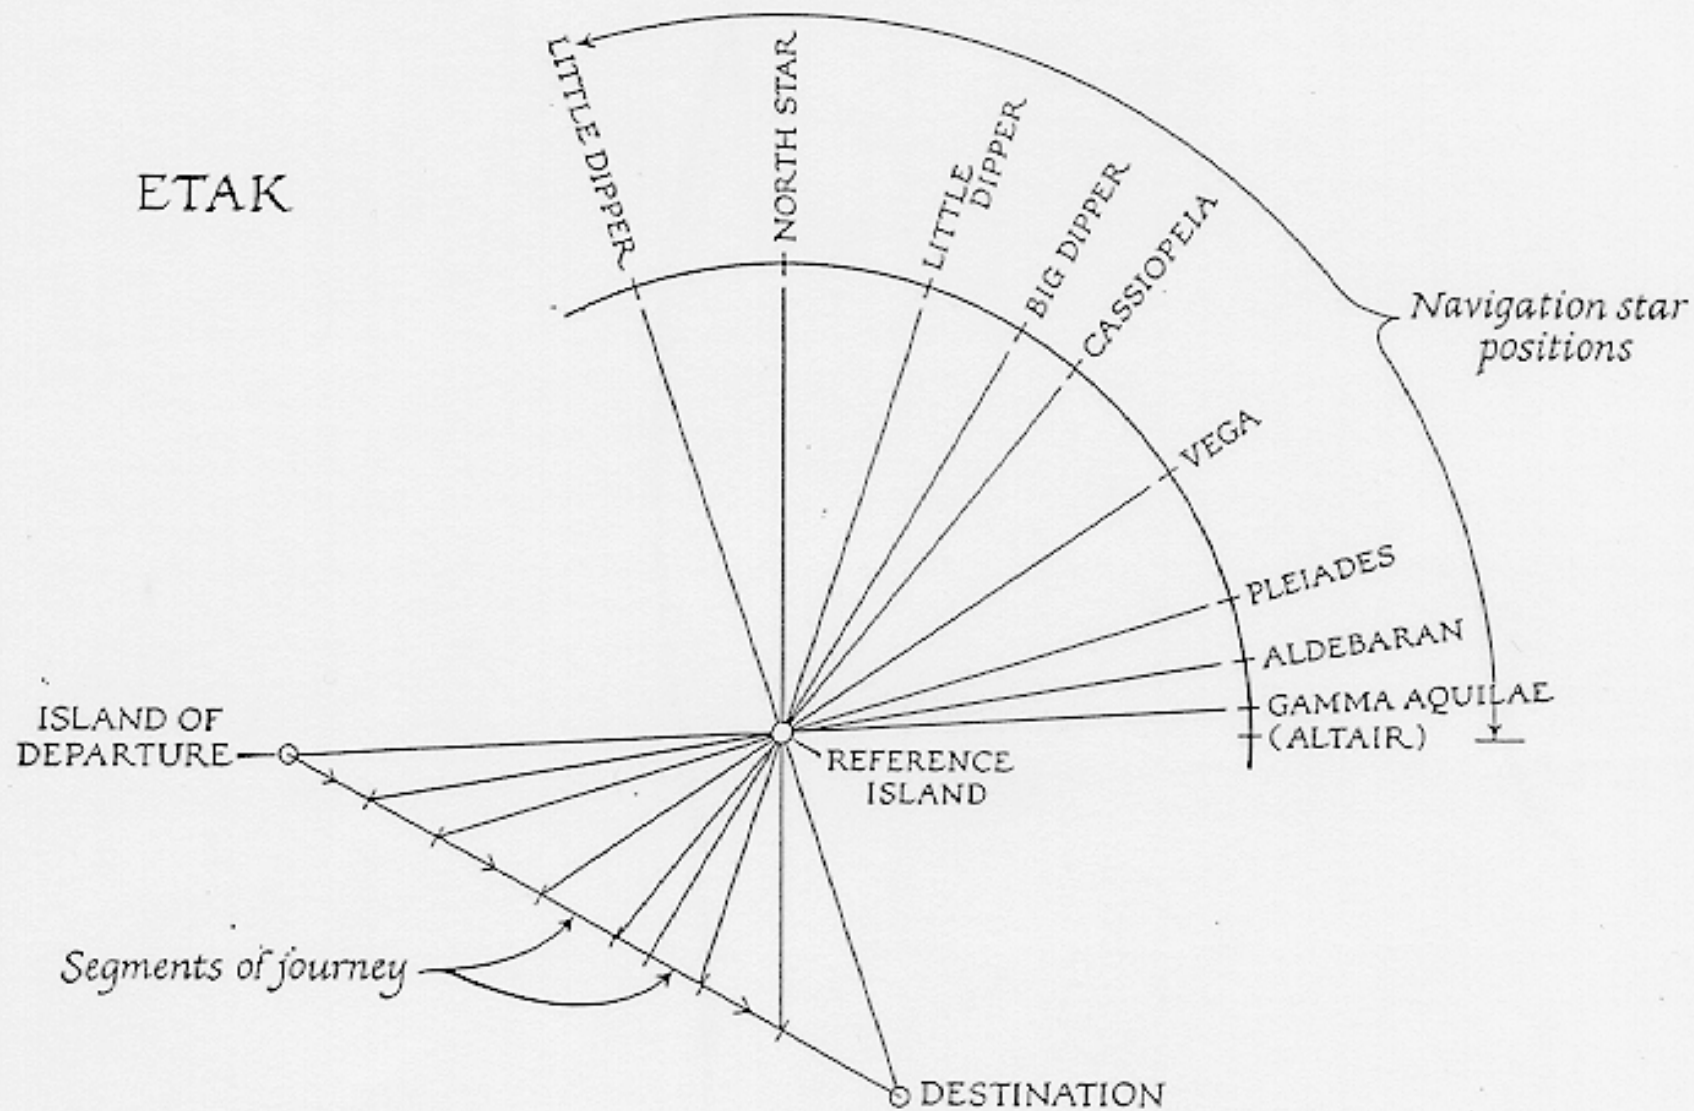 ETAK
LITTLE DIPPER
NORTH STAR
LITTLE
DIPPER
BIG DIPPER
CASSIOPEIA
Navigation star
positions
VEGA
PLEIADES
ALDEBARAN
GAMMA AQUILAE
(ALTAIR)
ISLAND OF
DEPARTURE
REFERENCE
ISLAND
Segments of journey
DESTINATION